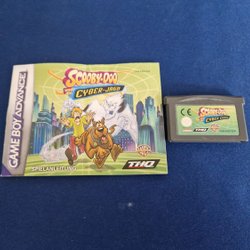 GAME BOY ADVANCE
SCOOBY-DOO
CYBER-JAGD
SPIELANLEITUNG
THQ
SCOOBY-DOO
CYBER-JAGD
THQ